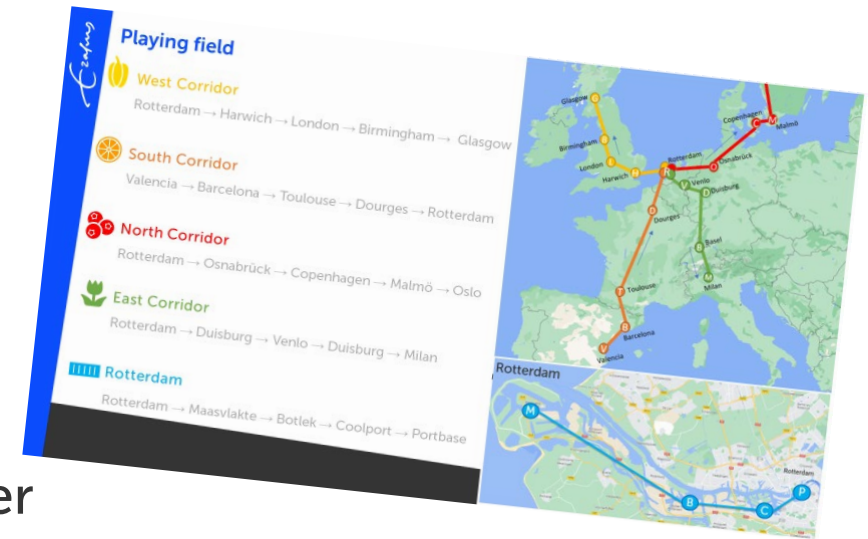 Erasmus
Playing field
West Corridor
Rotterdam → Harwich → London → Birmingham → Glasgow
South Corridor
Valencia → Barcelona → Toulouse → Dourges → Rotterdam
North Corridor
Rotterdam → Osnabrück → Copenhagen → Malmö → Oslo
East Corridor
Rotterdam → Duisburg → Venlo → Duisburg → Milan
Rotterdam
Rotterdam → Maasvlakte → Botlek → Coolport → Portbase
er
Glasgow
G
Birmingham
B
London
L
Harwich
H
Rotterdam
R
Copenhagen
C
M
Malmö
O
Osnabrück
V
Venlo
D
Duisburg
D
Dourges
B
Basel
M
Milan
T
Toulouse
B
Barcelona
V
Valencia
Rotterdam
M
Rotterdam
B
C
P